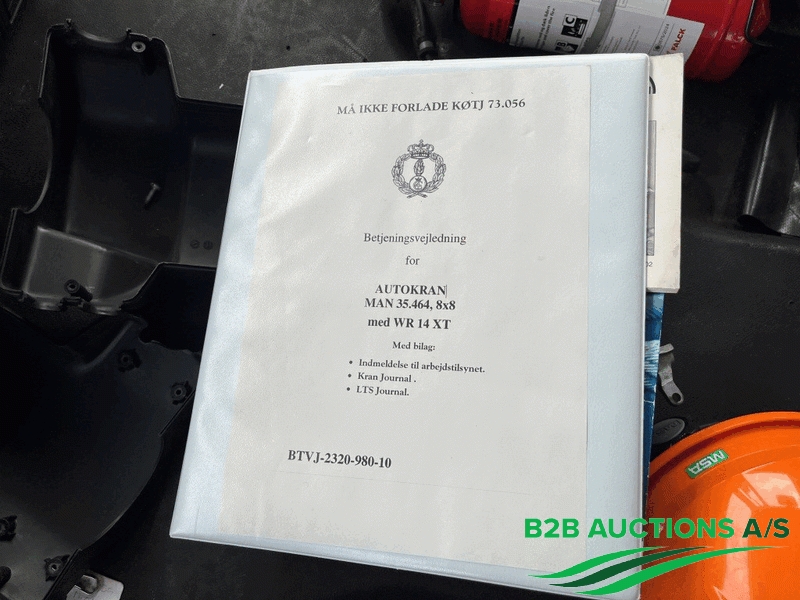 MÅ IKKE FORLADE KØTJ 73.056
Betjeningsvejledning
for
AUTOKRAN
MAN 35.464, 8x8
med WR 14 XT
Med bilag:
• Indmeldelse til arbejdstilsynet.
• Kran Journal .
• LTS Journal.
BTVJ-2320-980-10
FALCK
MSA
B2B AUCTIONS A/S